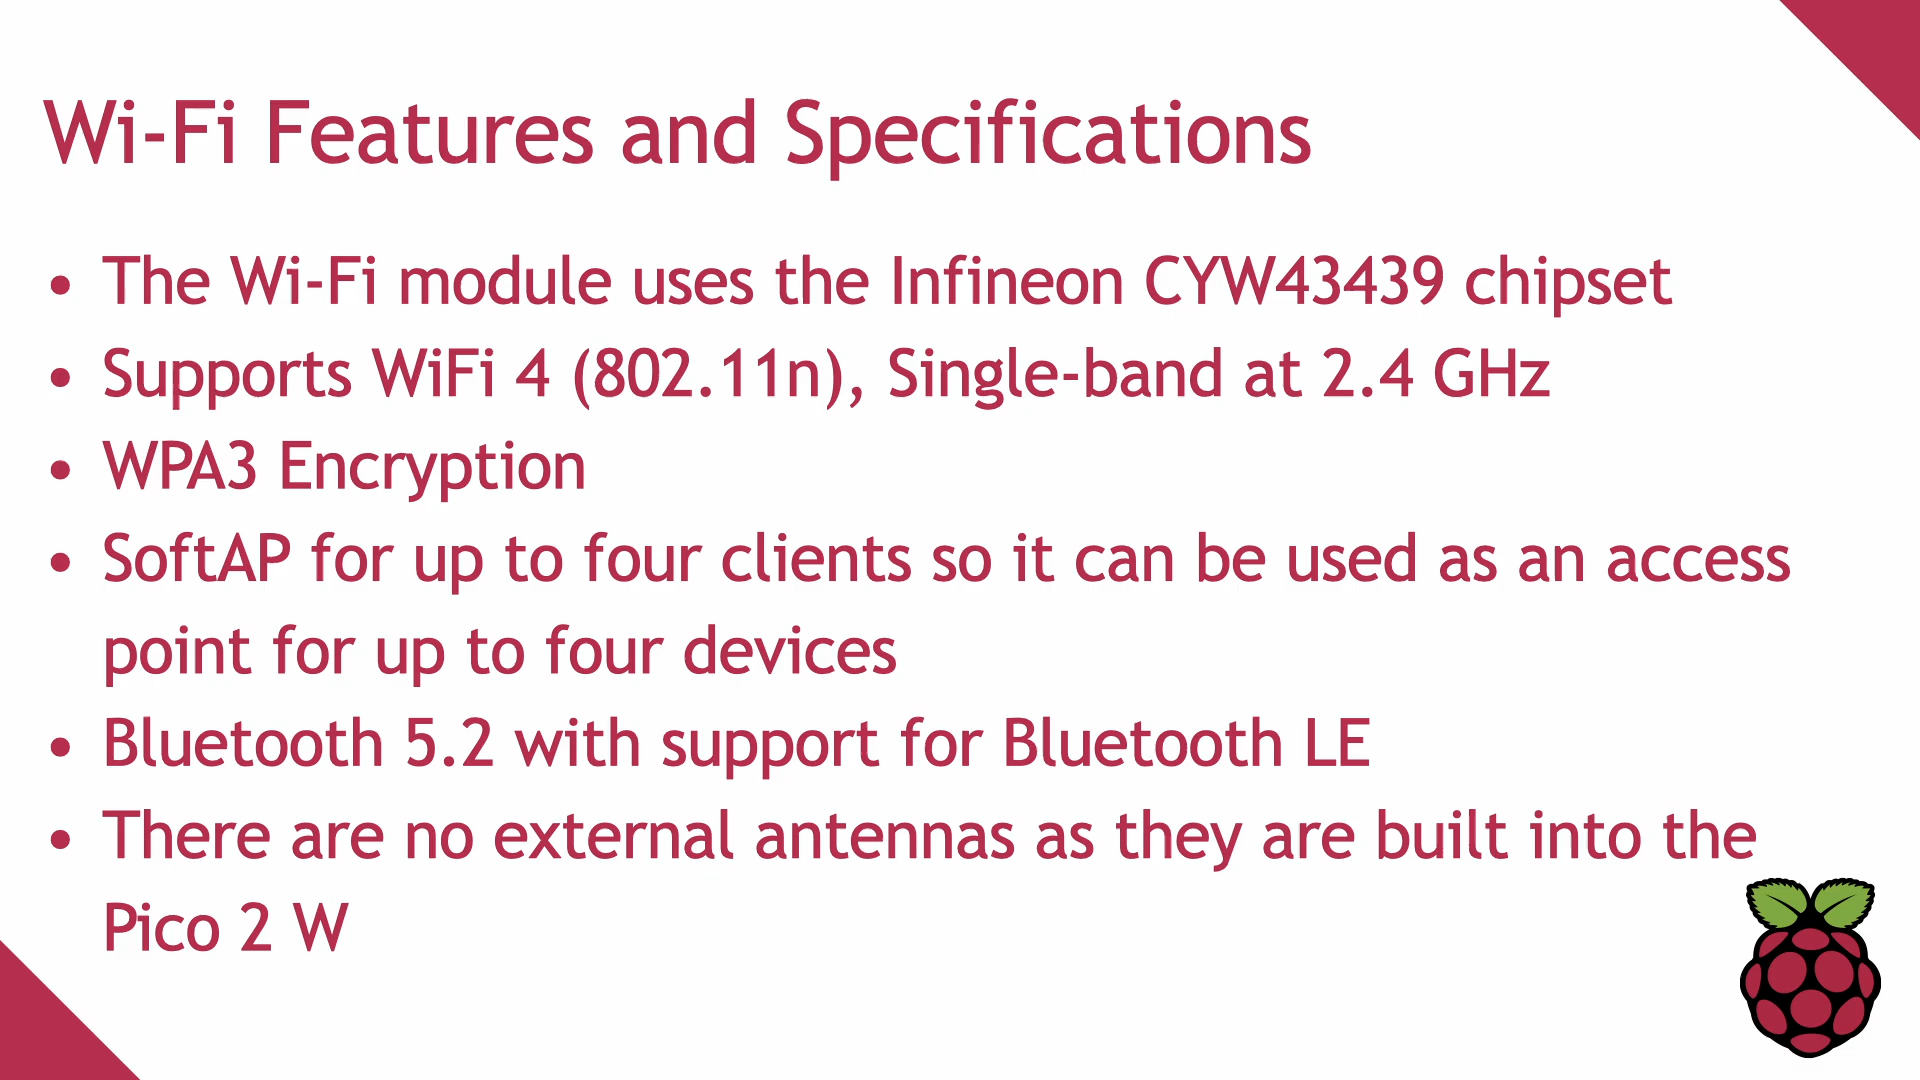 Wi-Fi Features and Specifications
• The Wi-Fi module uses the Infineon CYW43439 chipset
• Supports WiFi 4 (802.11n), Single-band at 2.4 GHz
• WPA3 Encryption
• SoftAP for up to four clients so it can be used as an access
point for up to four devices
• Bluetooth 5.2 with support for Bluetooth LE
• There are no external antennas as they are built into the
Pico 2 W